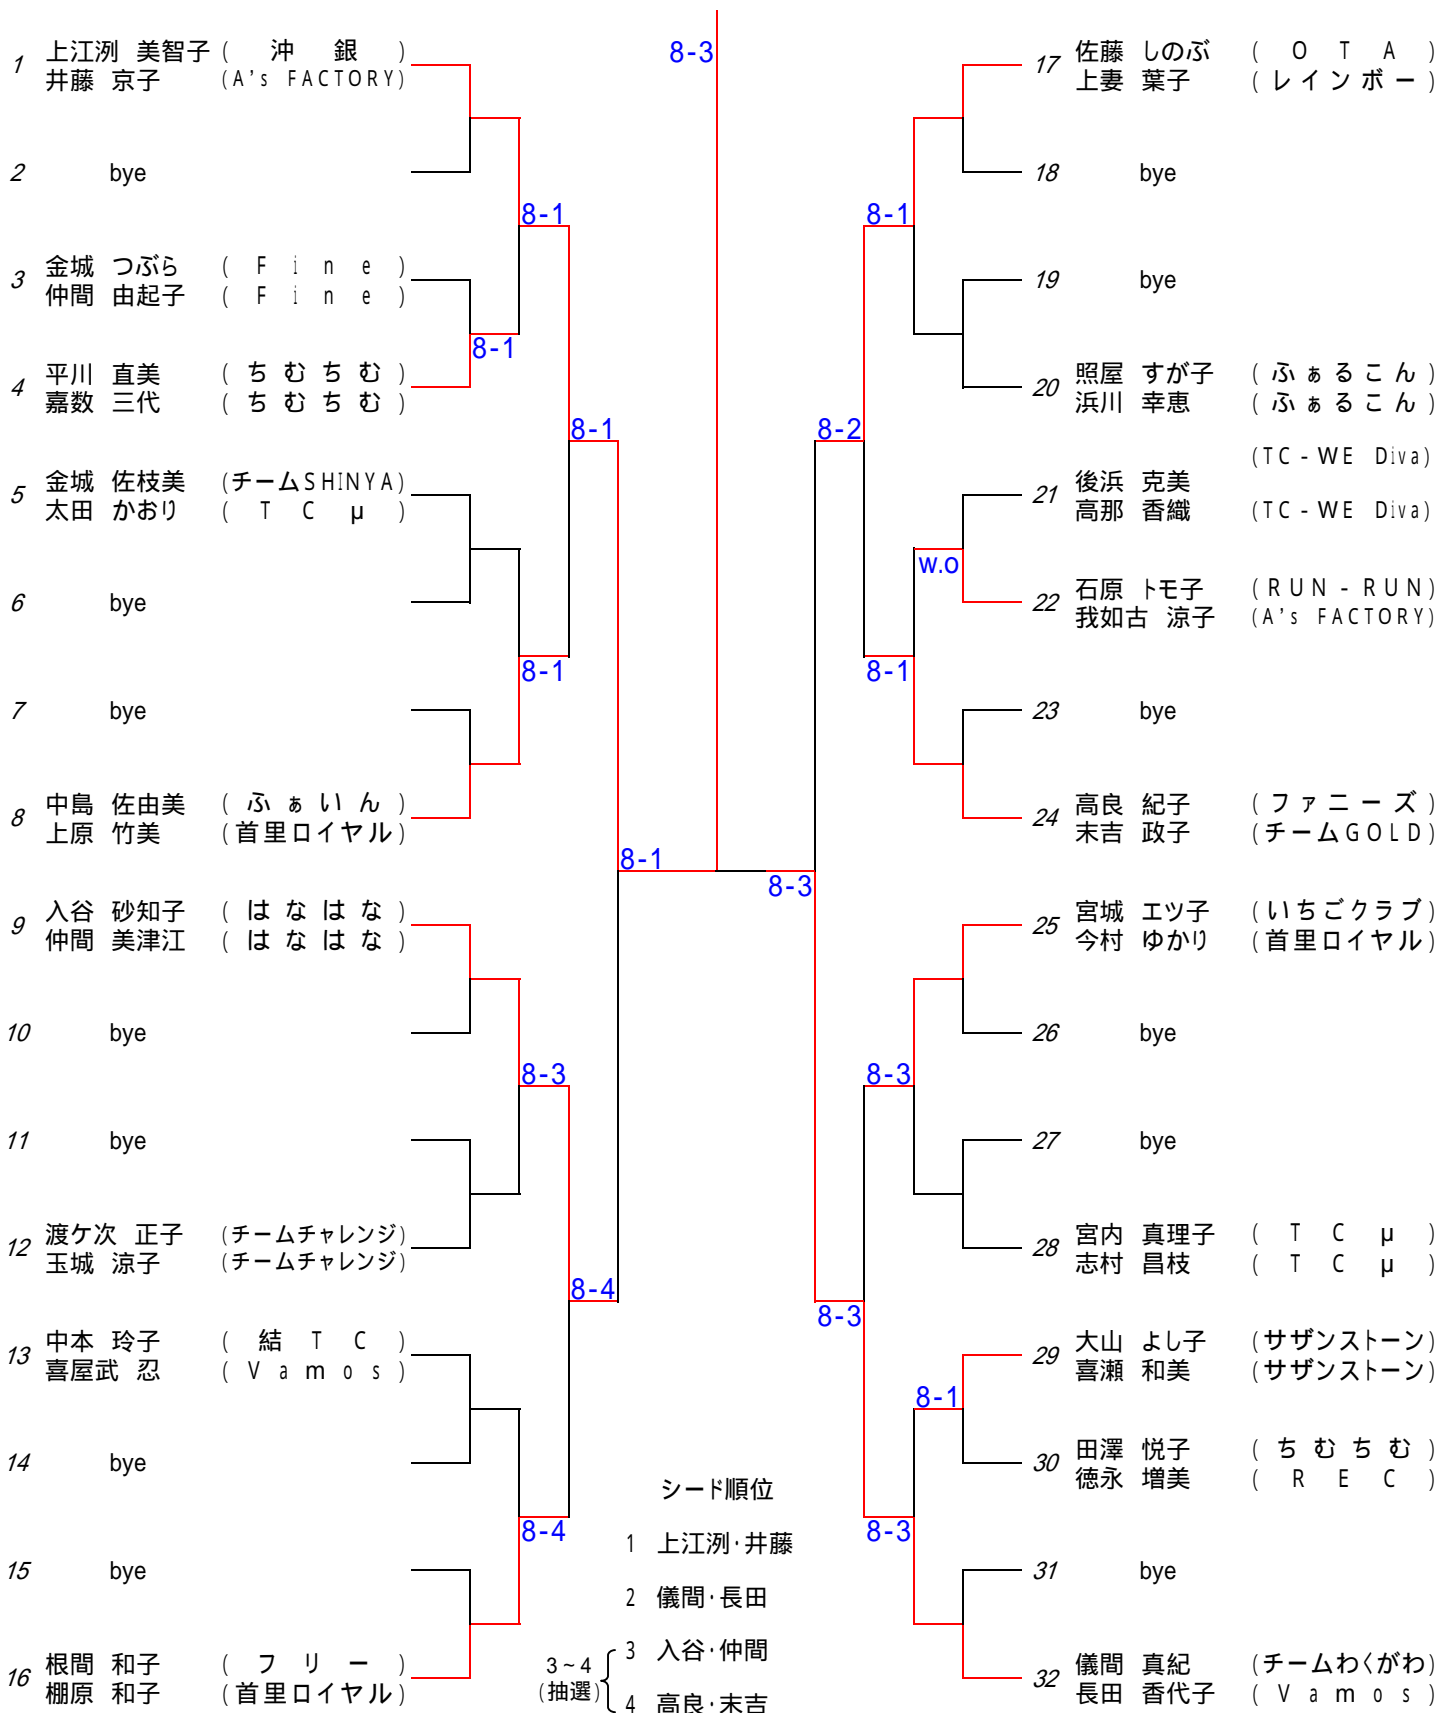 8-3
1 上江洌 美智子 ( 沖 銀 )
井藤 京子 (A's FACTORY)
2 bye
8-1
3 金城 つぶら ( F i n e )
仲間 由起子 ( F i n e )
8-1
4 平川 直美 ( ち む ち む )
嘉数 三代 ( ち む ち む )
8-1
5 金城 佐枝美 (チームSHINYA)
太田 かおり ( T C μ )
6 bye
8-1
7 bye
8 中島 佐由美 ( ふ ぁ い ん )
上原 竹美 (首里ロイヤル)
8-1
9 入谷 砂知子 ( は な は な )
仲間 美津江 ( は な は な )
10 bye
8-3
11 bye
12 渡ケ次 正子 (チームチャレンジ)
玉城 涼子 (チームチャレンジ)
8-4
13 中本 玲子 ( 結 T C )
喜屋武 忍 ( V a m o s )
14 bye
8-4
15 bye
16 根間 和子 ( フ リ ー )
棚原 和子 (首里ロイヤル)
17 佐藤 しのぶ ( O T A )
上妻 葉子 (レインボー)
18 bye
8-1
19 bye
20 照屋 すが子 (ふぁるこん)
浜川 幸恵 (ふぁるこん)
8-2
(TC-WE Diva)
21 後浜 克美
高那 香織 (TC-WE Diva)
w.o
22 石原 トモ子 (RUN-RUN)
我如古 涼子 (A's FACTORY)
8-1
23 bye
24 高良 紀子 (ファニーズ)
末吉 政子 (チームGOLD)
8-3
25 宮城 エツ子 (いちごクラブ)
今村 ゆかり (首里ロイヤル)
26 bye
8-3
27 bye
28 宮内 真理子 ( T C μ )
志村 昌枝 ( T C μ )
8-3
29 大山 よし子 (サザンストーン)
喜瀬 和美 (サザンストーン)
8-1
30 田澤 悦子 ( ち む ち む )
徳永 増美 ( R E C )
8-3
31 bye
32 儀間 真紀 (チームわくがわ)
長田 香代子 ( V a m o s )
シード順位
1 上江洌・井藤
2 儀間・長田
3 入谷・仲間
3~4
(抽選)
4 高良・末吉